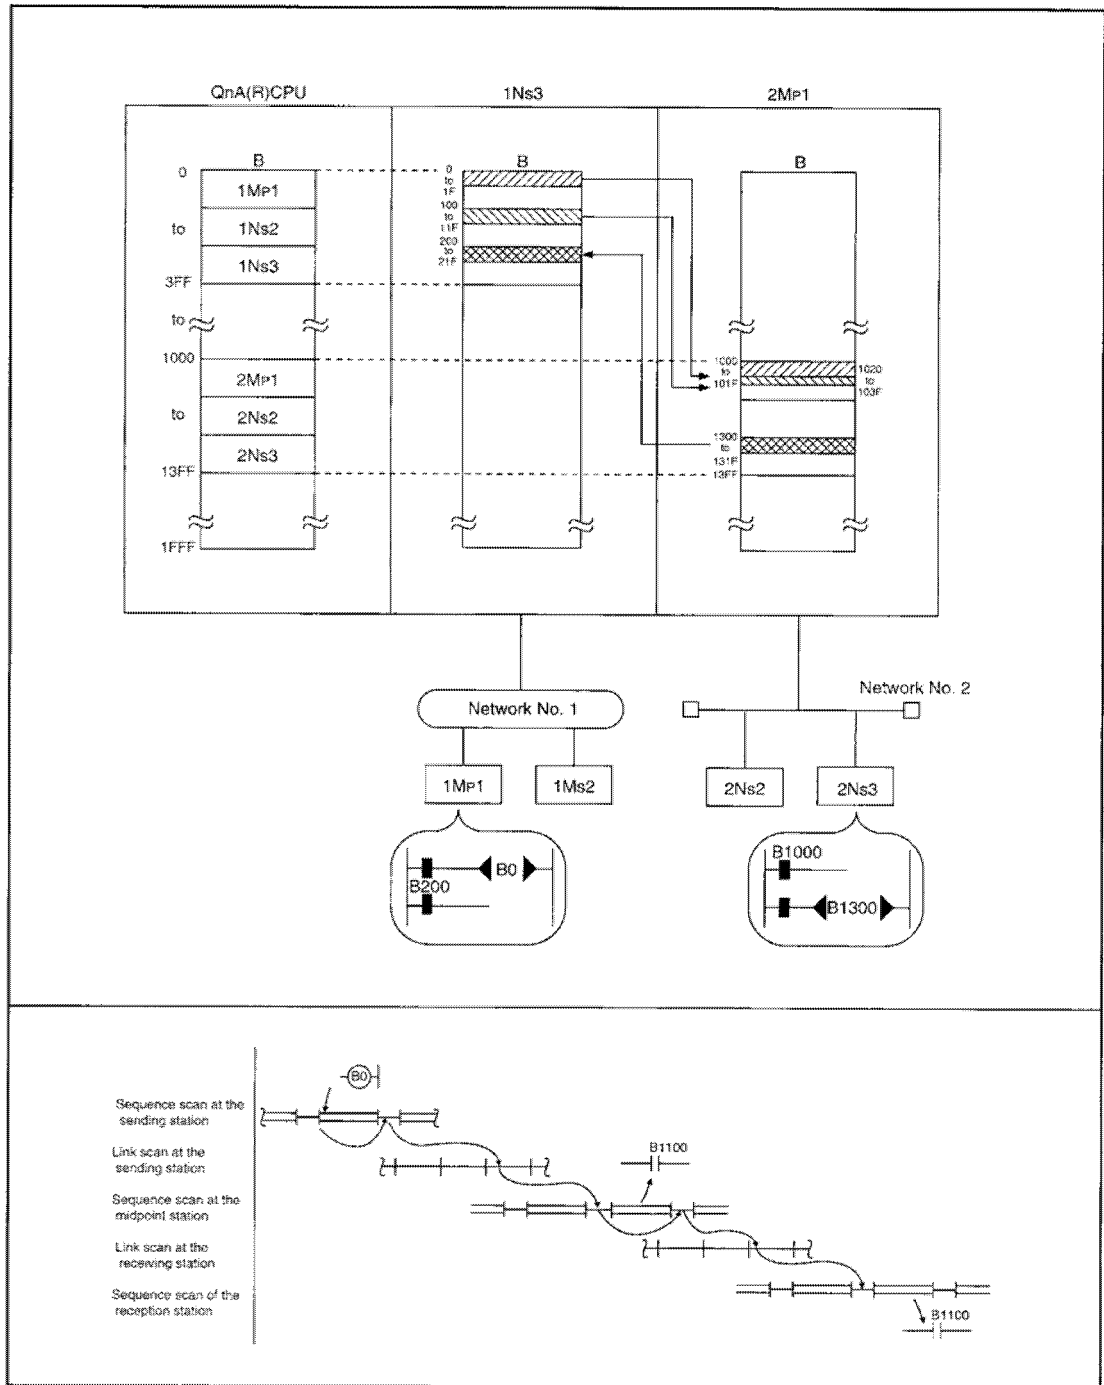 QnA(R)CPU
1Ns3
2MP1
B
0
1MP1
to
1Ns2
1Ns3
3FF
to
1000
2MP1
to
2Ns2
2Ns3
13FF
1FFF
B
0
to
1F
100
to
11F
200
to
21F
B
1000
to
101F
1020
to
103F
1300
to
131F
13FF
Network No. 1
Network No. 2
1MP1
1Ms2
2Ns2
2Ns3
B0
B200
B1000
B1300
B0
Sequence scan at the
sending station
Link scan at the
sending station
B1100
Sequence scan at the
midpoint station
Link scan at the
receiving station
Sequence scan of the
reception station
B1100